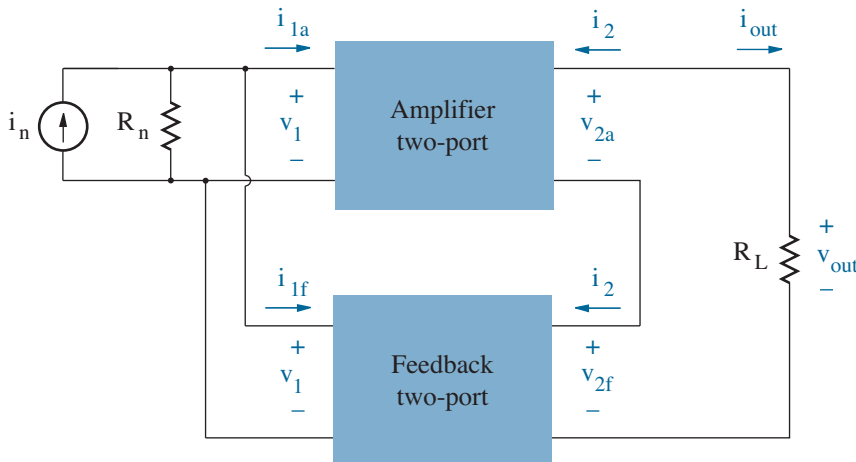 i1a
i2
iout
in
Rn
+
v1
−
Amplifier
two-port
+
v2a
−
RL
+
vout
−
i1f
i2
+
v1
−
Feedback
two-port
+
v2f
−